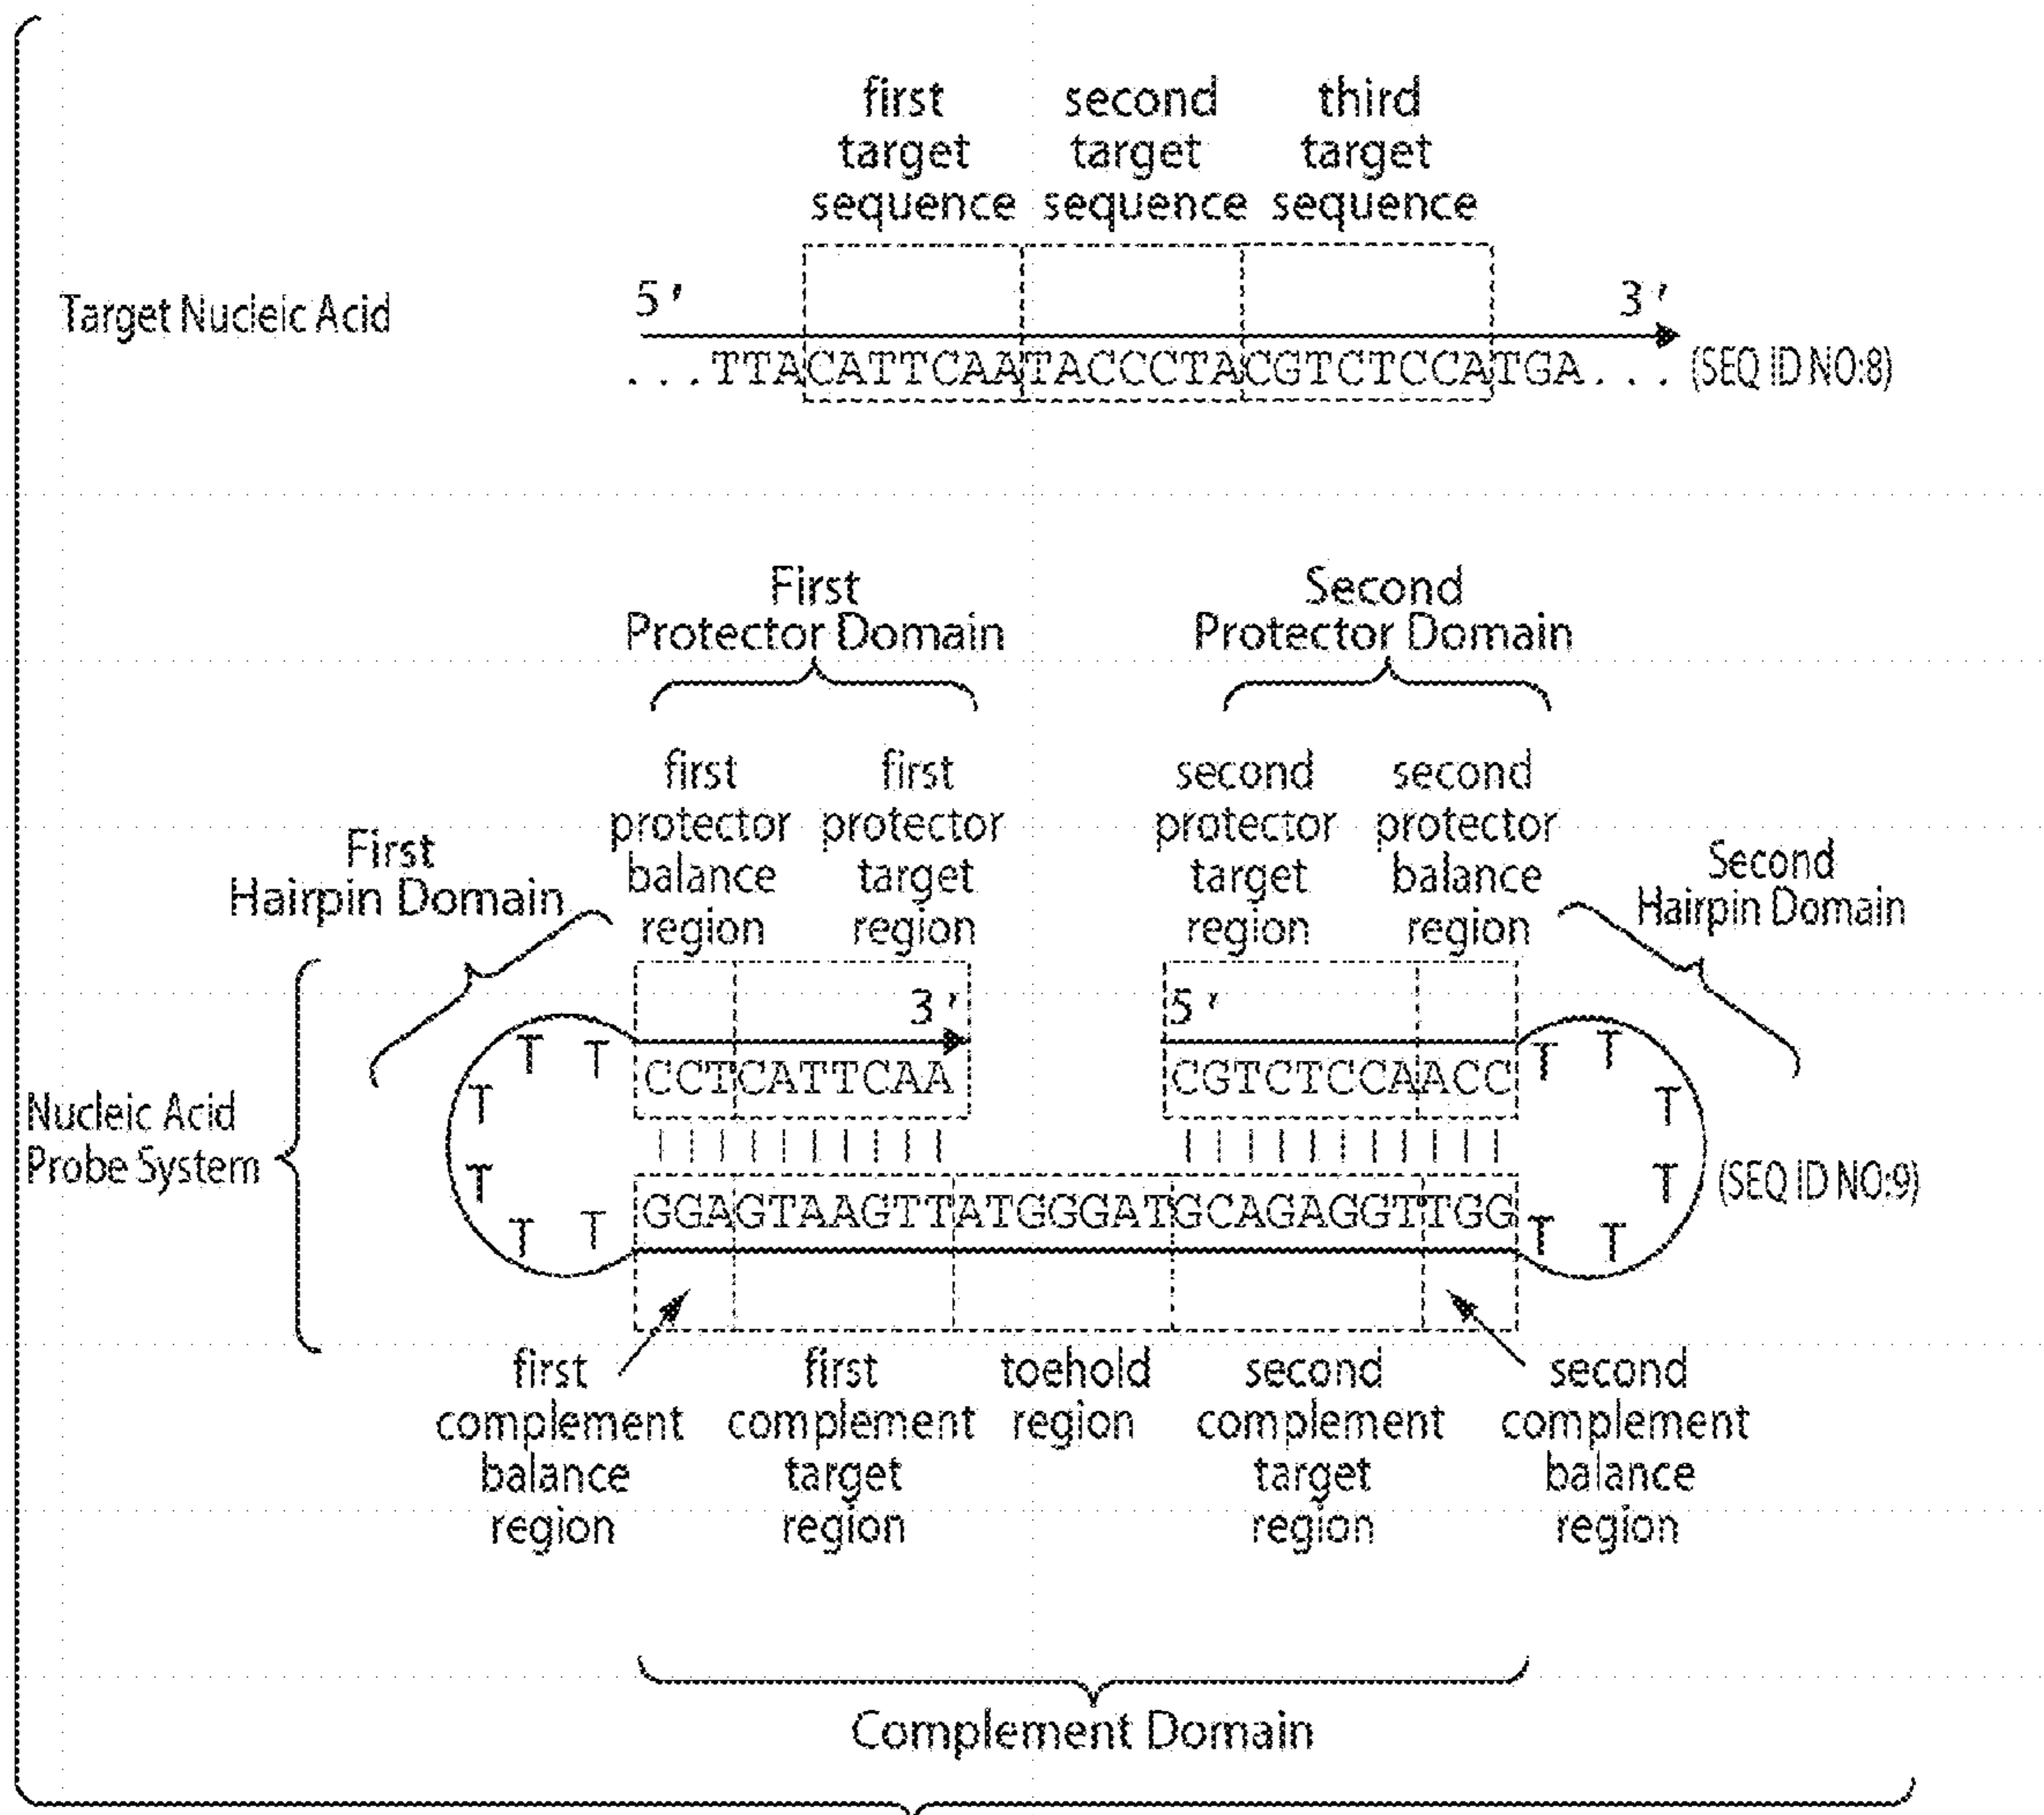 first
target
sequence
second
target
sequence
third
target
sequence
Target Nucleic Acid
5'
3'
...TTACATTCAATACCCTACGTCTCCATGA... (SEQ ID NO:8)
First
Protector Domain
Second
Protector Domain
first
protector
balance
region
first
protector
target
region
second
protector
target
region
second
protector
balance
region
First
Hairpin Domain
Second
Hairpin Domain
3'
5'
T T T T T T
CCTCATTCAA
CGTCTCCAACC
T T T T T T
Nucleic Acid
Probe System
GGAGTAAGTTATGGGATGCAGAGGTTGG
(SEQ ID NO:9)
first
complement
balance
region
first
complement
target
region
toehold
region
second
complement
target
region
second
complement
balance
region
Complement Domain